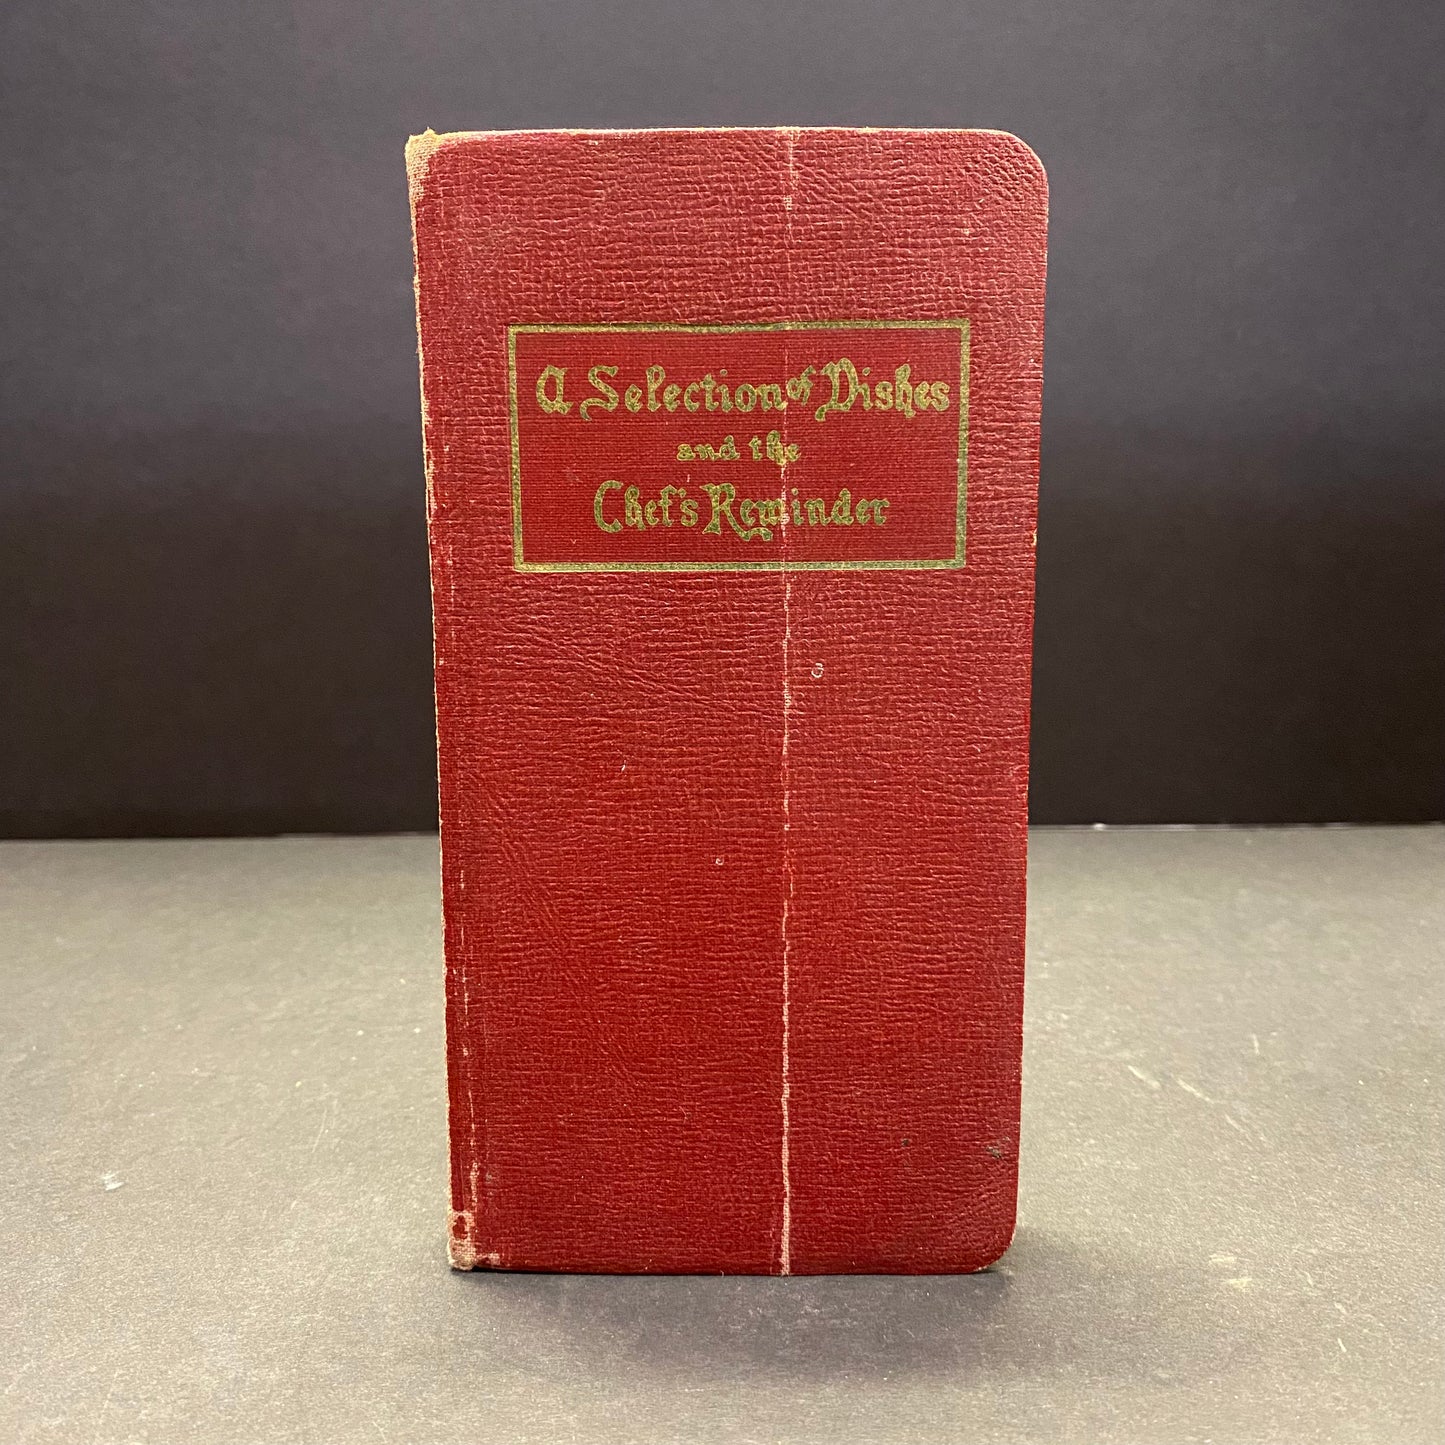 A Selection of Dishes
and the
Chef's Reminder